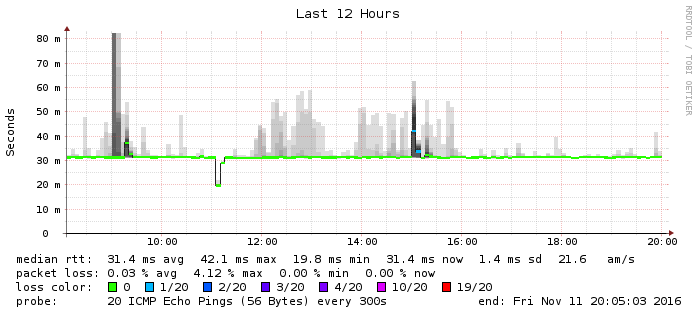 Last 12 Hours
RRDTOOL / TOBI OETIKER
Seconds
80 m
70 m
60 m
50 m
40 m
30 m
20 m
10 m
0
10:00 12:00 14:00 16:00 18:00 20:00
median rtt: 31.4 ms avg 42.1 ms max 19.8 ms min 31.4 ms now 1.4 ms sd 21.6 am/s
packet loss: 0.03 % avg 4.12 % max 0.00 % min 0.00 % now
loss color: 0 1/20 2/20 3/20 4/20 10/20 19/20
probe: 20 ICMP Echo Pings (56 Bytes) every 300s end: Fri Nov 11 20:05:03 2016